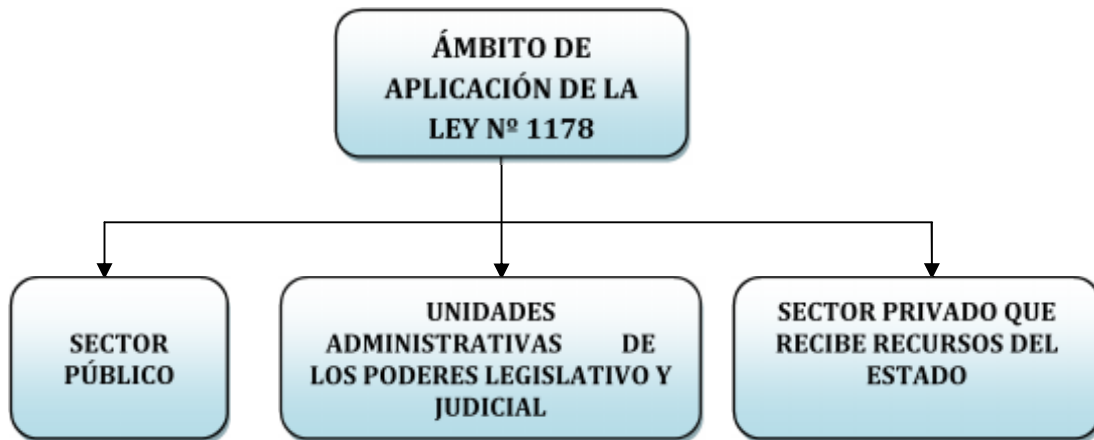 ÁMBITO DE
APLICACIÓN DE LA
LEY Nº 1178
SECTOR
PÚBLICO
UNIDADES
ADMINISTRATIVAS DE
LOS PODERES LEGISLATIVO Y
JUDICIAL
SECTOR PRIVADO QUE
RECIBE RECURSOS DEL
ESTADO